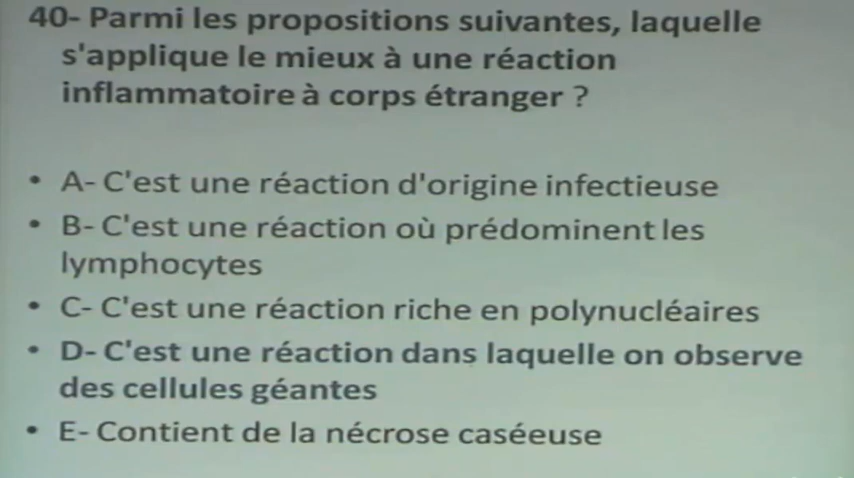 40- Parmi les propositions suivantes, laquelle
s'applique le mieux à une réaction
inflammatoire à corps étranger ?
• A- C'est une réaction d'origine infectieuse
• B- C'est une réaction où prédominent les
lymphocytes
• C- C'est une réaction riche en polynucléaires
• D- C'est une réaction dans laquelle on observe
des cellules géantes
• E- Contient de la nécrose caséeuse